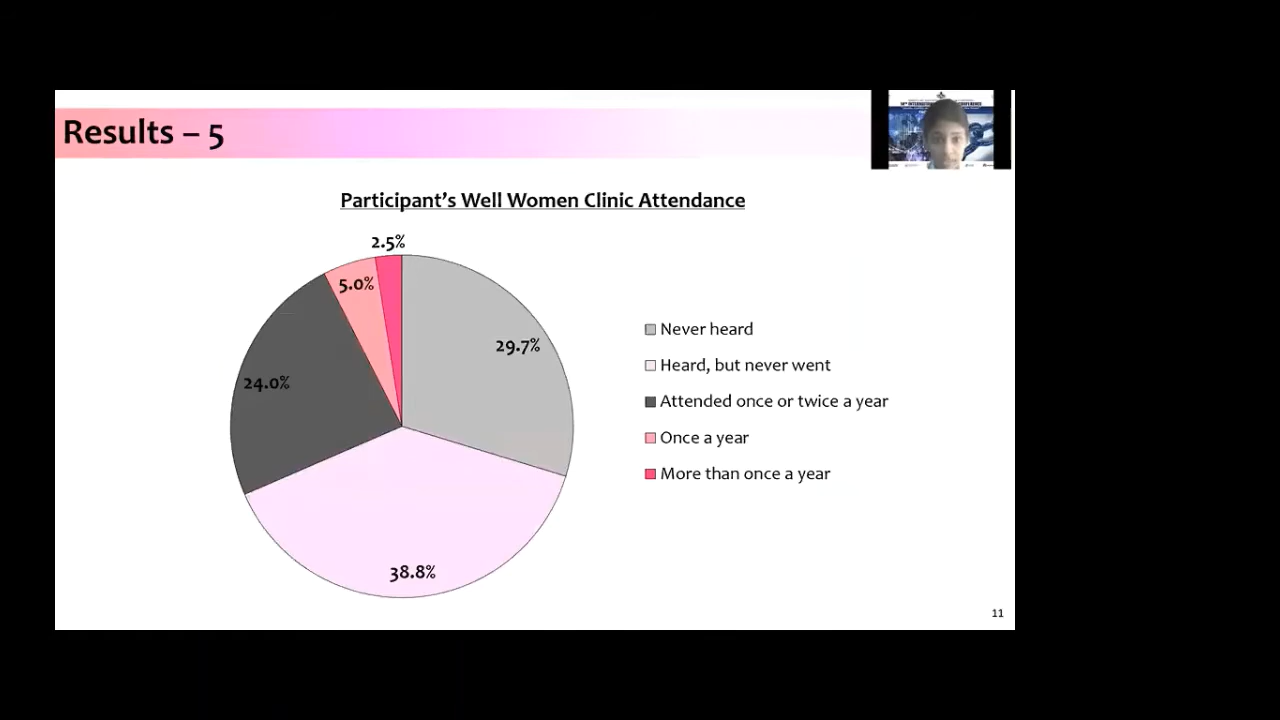 Results – 5
Participant's Well Women Clinic Attendance
2.5%
5.0%
29.7%
24.0%
38.8%
Never heard
Heard, but never went
Attended once or twice a year
Once a year
More than once a year
11